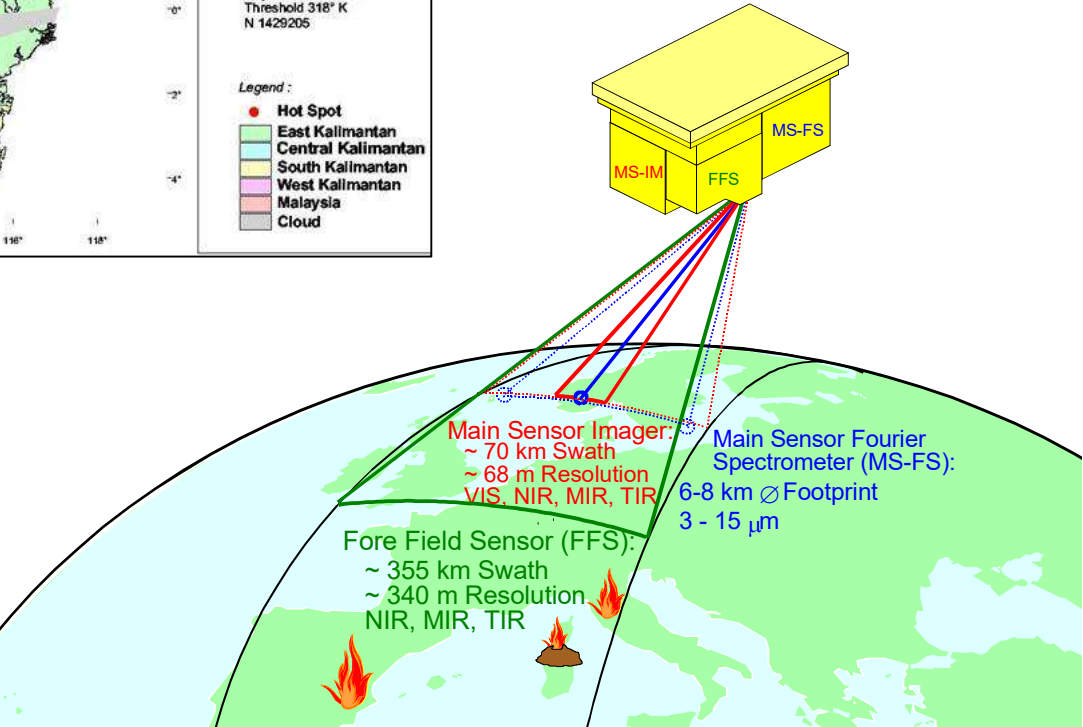 Threshold 318° K
N 1429205
-0°
-2°
-4°
116°
118°
Legend :
Hot Spot
East Kalimantan
Central Kalimantan
South Kalimantan
West Kalimantan
Malaysia
Cloud
MS-FS
MS-IM
FFS
Main Sensor Imager:
~ 70 km Swath
~ 68 m Resolution
VIS, NIR, MIR, TIR
Main Sensor Fourier
Spectrometer (MS-FS):
6-8 km ∅ Footprint
3 - 15 μm
Fore Field Sensor (FFS):
~ 355 km Swath
~ 340 m Resolution
NIR, MIR, TIR